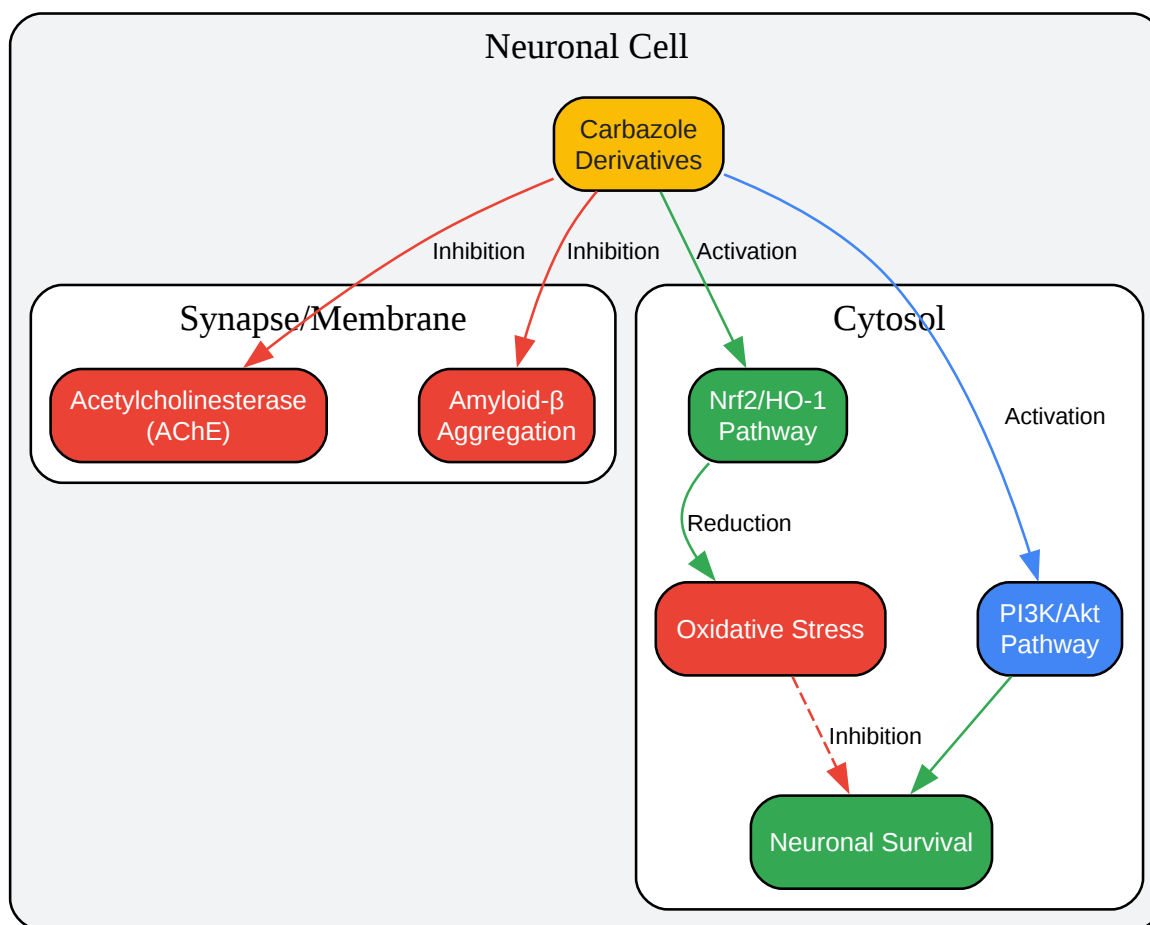 Neuronal Cell
Carbazole
Derivatives
Inhibition
Inhibition
Activation
Synapse/Membrane
Cytosol
Acetylcholinesterase
(AChE)
Amyloid-β
Aggregation
Nrf2/HO-1
Pathway
Activation
Reduction
Oxidative Stress
PI3K/Akt
Pathway
Inhibition
Neuronal Survival